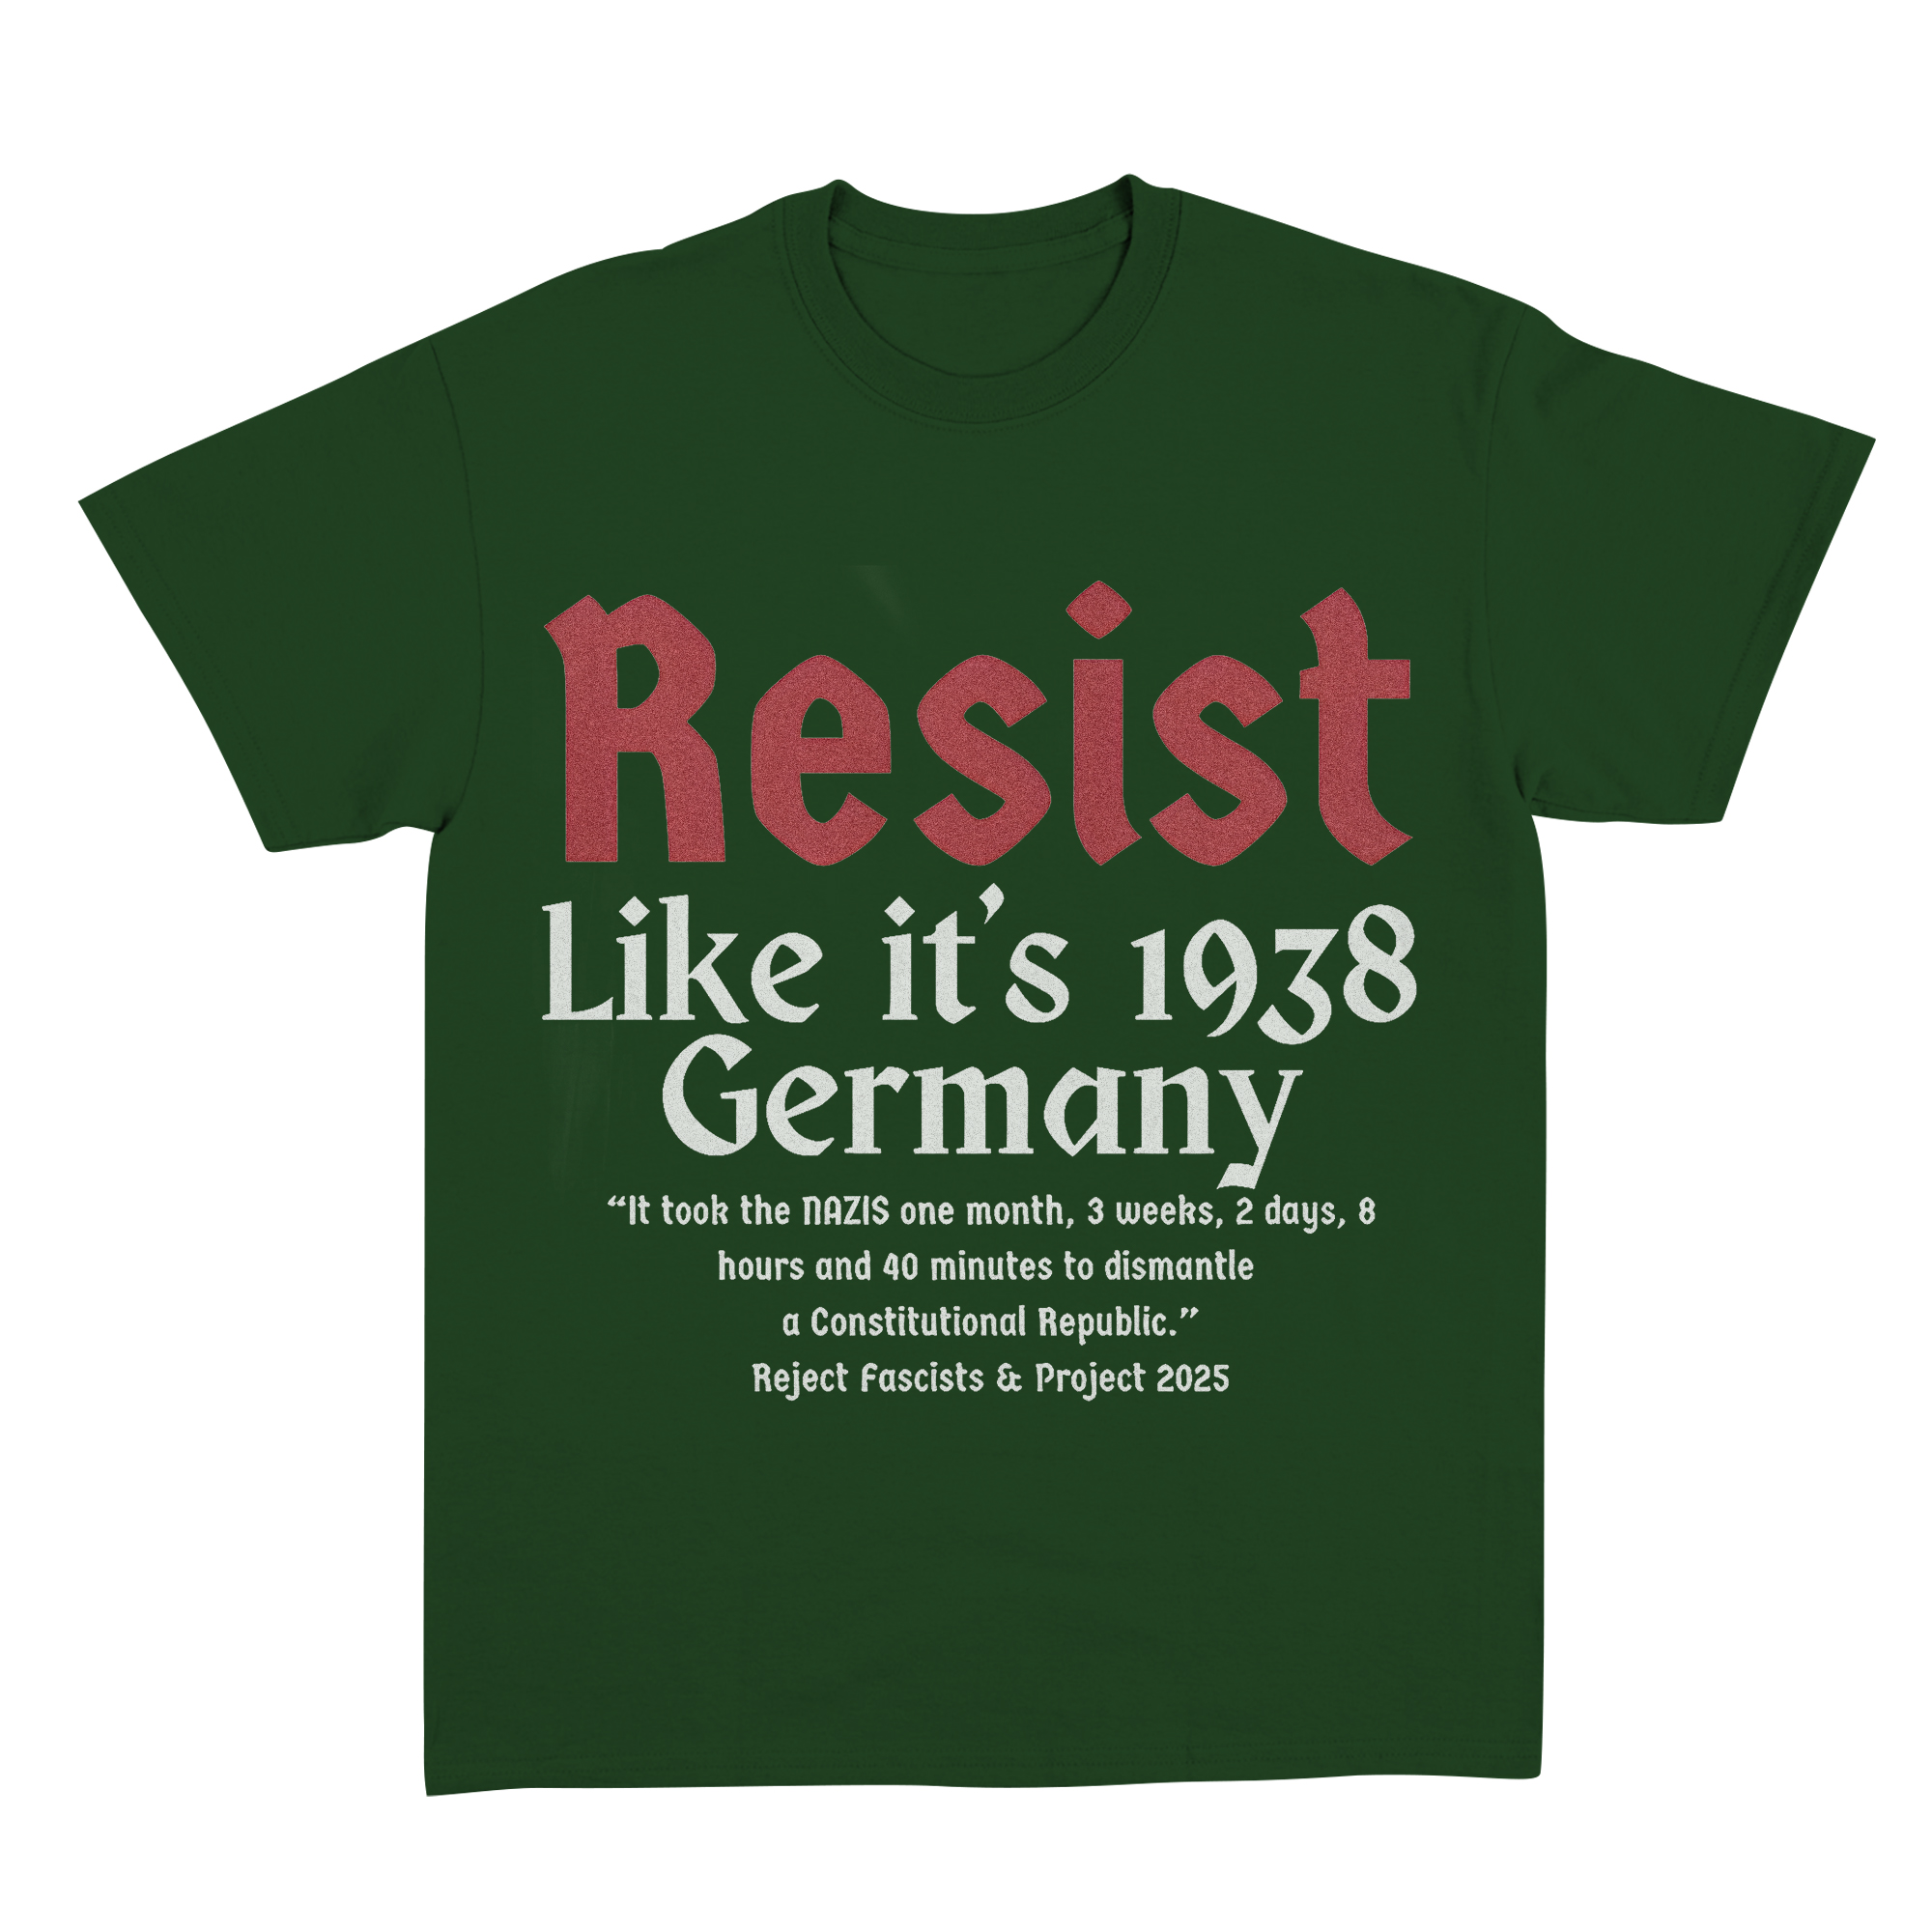 Resist
Like it's 1938
Germany
“It took the NAZIS one month, 3 weeks, 2 days, 8
hours and 40 minutes to dismantle
a Constitutional Republic.”
Reject Fascists & Project 2025